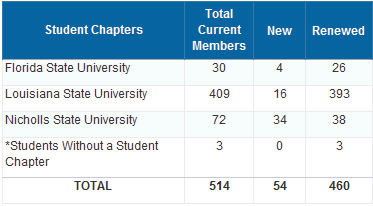 Student Chapters Total Current Members New Renewed
Florida State University 30 4 26
Louisiana State University 409 16 393
Nicholls State University 72 34 38
*Students Without a Student Chapter 3 0 3
TOTAL 514 54 460